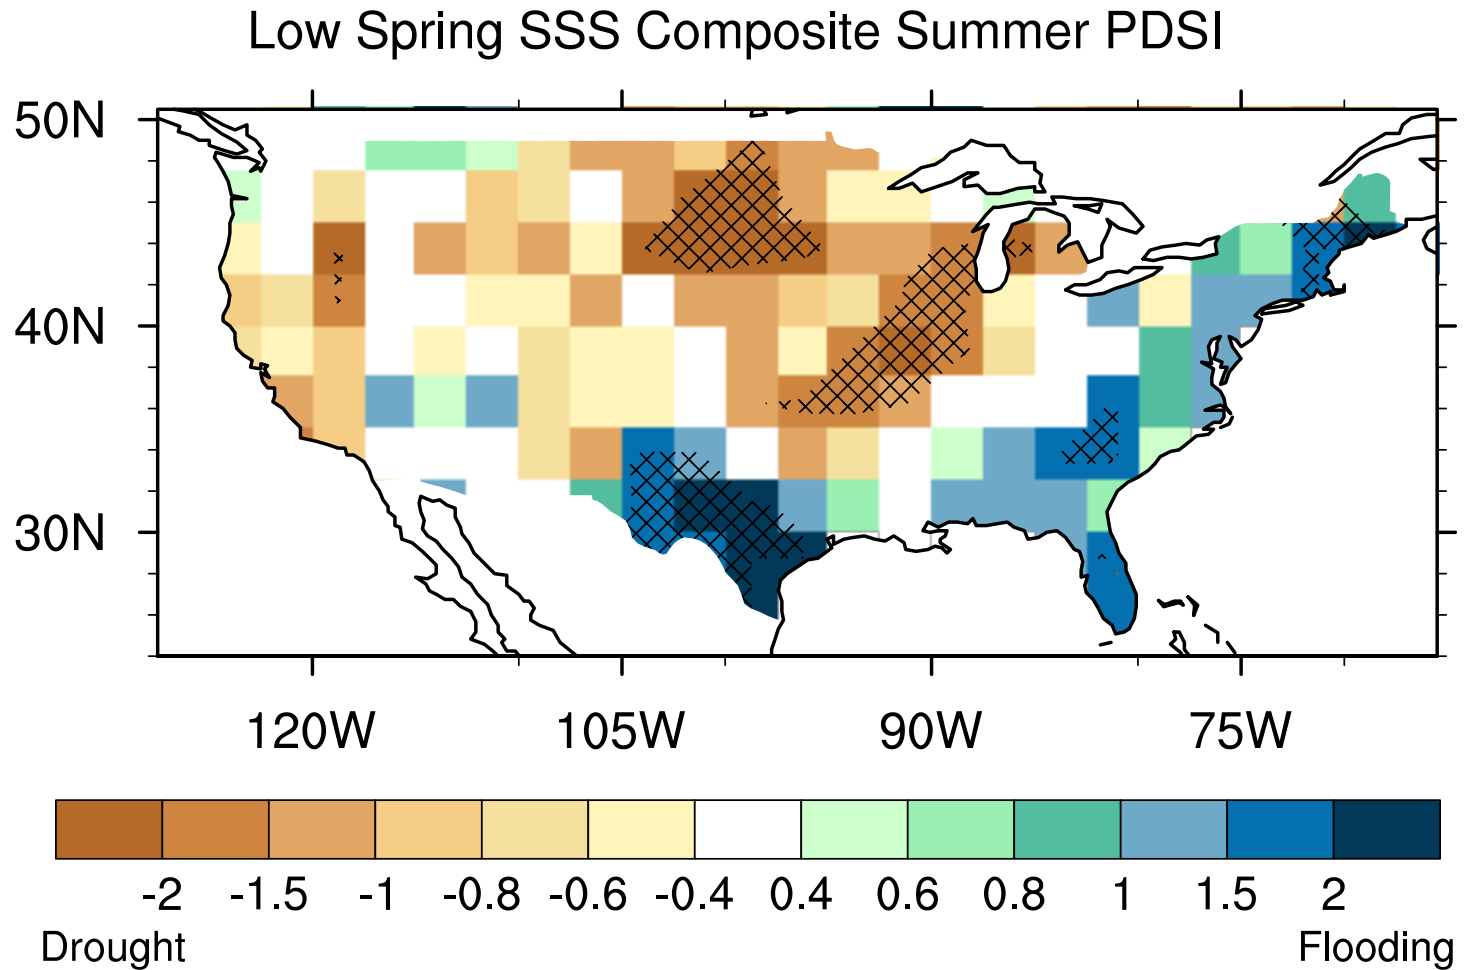 Low Spring SSS Composite Summer PDSI
50N
40N
30N
120W 105W 90W 75W
-2 -1.5 -1 -0.8 -0.6 -0.4 0.4 0.6 0.8 1 1.5 2
Drought Flooding